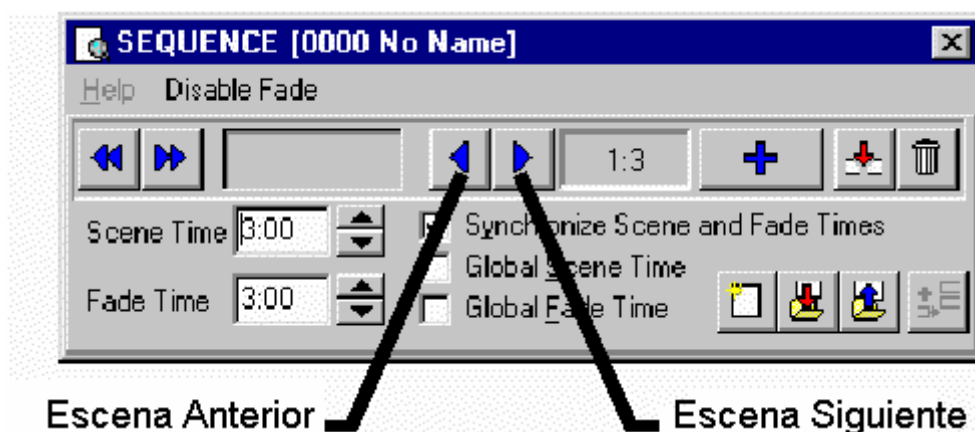 SEQUENCE [0000 No Name]
Help Disable Fade
1:3
Scene Time 3:00
Synchronize Scene and Fade Times
Global Scene Time
Fade Time 3:00
Global Fade Time
Escena Anterior
Escena Siguiente